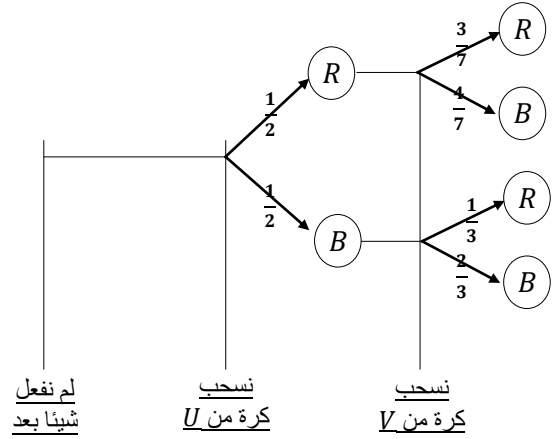 R
3/7
R
4/7
1/2
B
1/2
R
1/3
B
2/3
B
لم نفعل
شيئا بعد
نسحب
كرة من U
نسحب
كرة من V